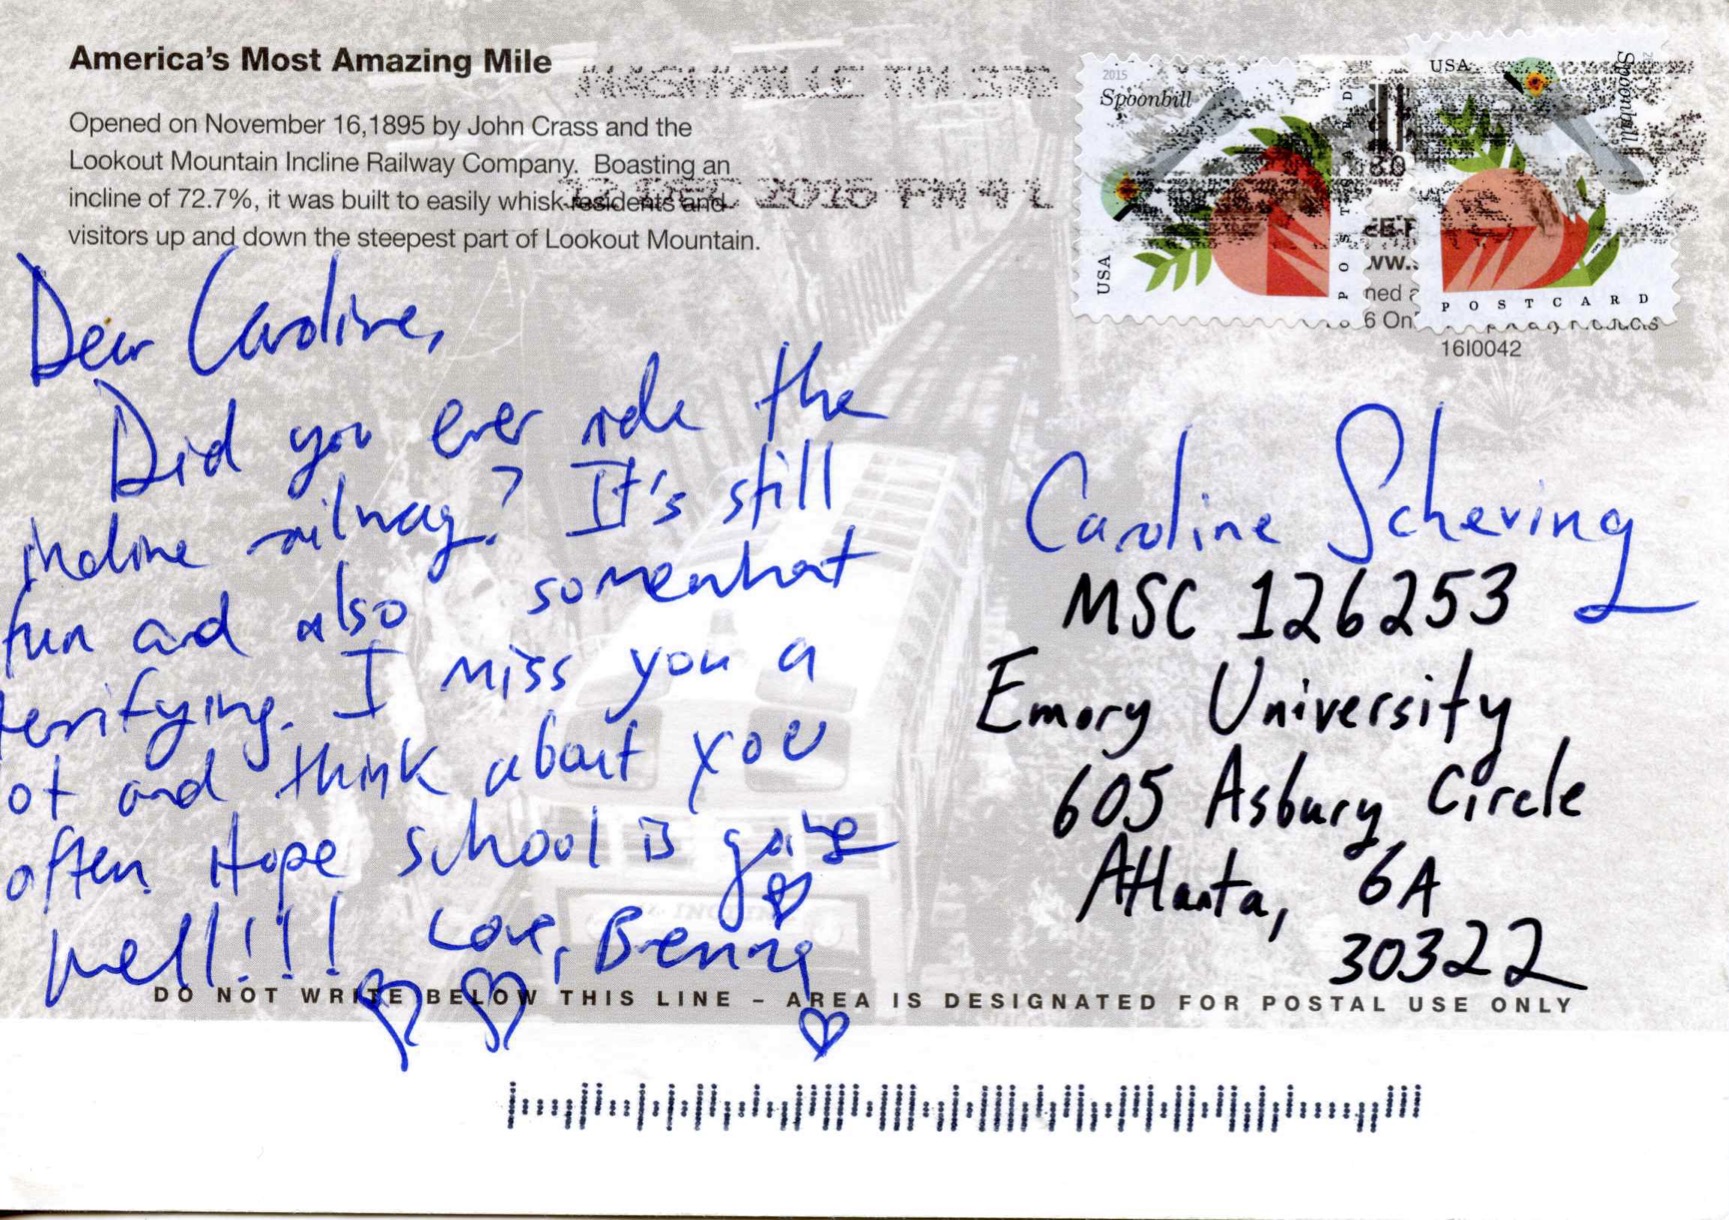 America's Most Amazing Mile
Opened on November 16,1895 by John Crass and the
Lookout Mountain Incline Railway Company. Boasting an
incline of 72.7%, it was built to easily whisk residents and
visitors up and down the steepest part of Lookout Mountain.
NASHVILLE TN 370
2016 PM 4 L
2015
Spoonbill
USA
POSTCARD
USA
Spoonbill
POSTCARD
16I0042
Dear Caroline,
Did you ever ride the
incline railway? It's still
fun and also somewhat
terrifying. I miss you a
lot and think about you
often. Hope school is going
well!!! Love, Brenna
Caroline Schering
MSC 126253
Emory University
605 Asbury Circle
Atlanta, GA
30322
DO NOT WRITE BELOW THIS LINE – AREA IS DESIGNATED FOR POSTAL USE ONLY